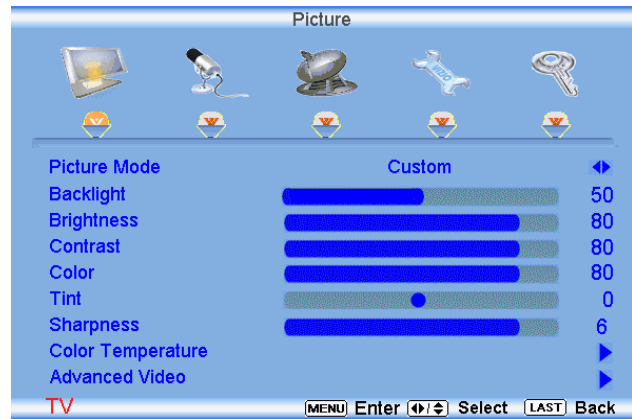 Picture
VIZIO
Picture Mode Custom
Backlight 50
Brightness 80
Contrast 80
Color 80
Tint 0
Sharpness 6
Color Temperature
Advanced Video
TV MENU Enter / Select LAST Back